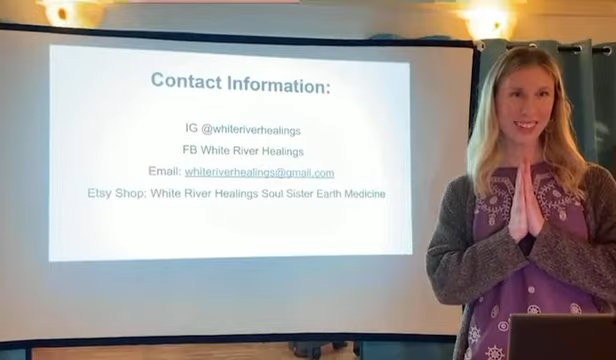 Contact Information:
IG @whiteriverhealings
FB White River Healings
Email: whiteriverhealings@gmail.com
Etsy Shop: White River Healings Soul Sister Earth Medicine